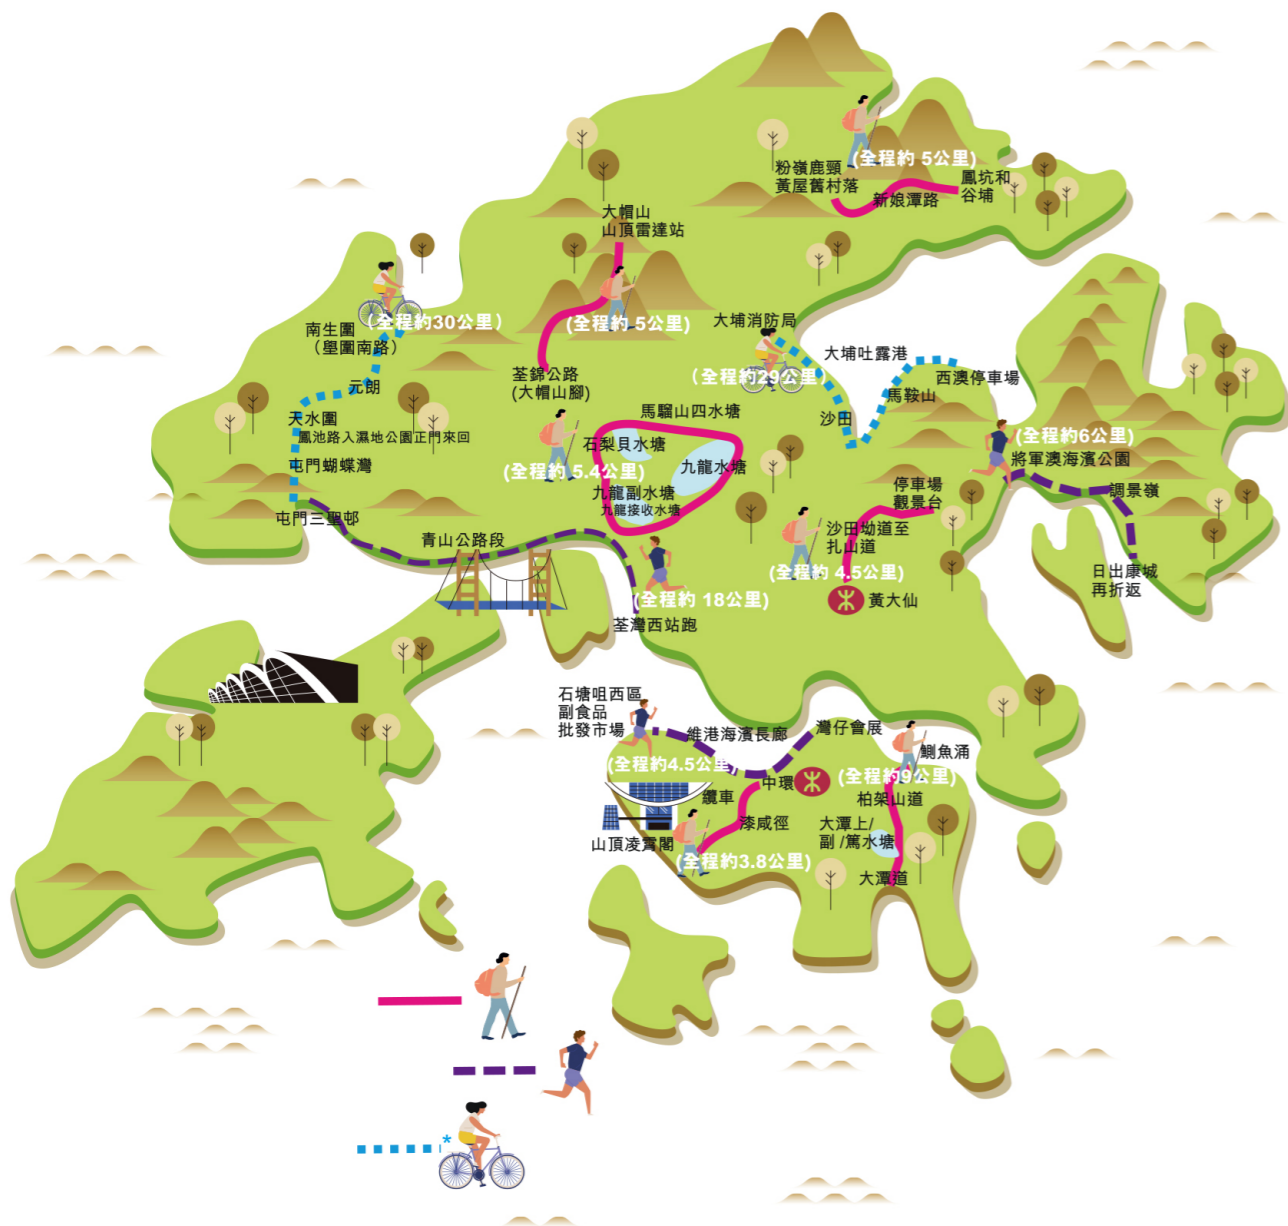 (全程約 5公里)
粉嶺鹿頸
黃屋舊村落
新娘潭路
鳳坑和
谷埔
大帽山
山頂雷達站
(全程約 5公里)
荃錦公路
(大帽山腳)
(全程約30公里)
南生圍
(壆圍南路)
元朗
天水圍
鳳池路入濕地公園正門來回
屯門蝴蝶灣
大埔消防局
大埔吐露港
(全程約29公里)
西澳停車場
馬鞍山
沙田
馬騮山四水塘
石梨貝水塘
(全程約 5.4公里)
九龍水塘
九龍副水塘
九龍接收水塘
(全程約6公里)
將軍澳海濱公園
調景嶺
日出康城
再折返
停車場
觀景台
沙田坳道至
扎山道
(全程約 4.5公里)
黃大仙
屯門三聖邨
青山公路段
(全程約 18公里)
荃灣西站跑
石塘咀西區
副食品
批發市場
維港海濱長廊
灣仔會展
(全程約4.5公里)
中環
纜車
漆咸徑
山頂凌霄閣
(全程約3.8公里)
鰂魚涌
(全程約9公里)
柏架山道
大潭上/
副 /篤水塘
大潭道
*